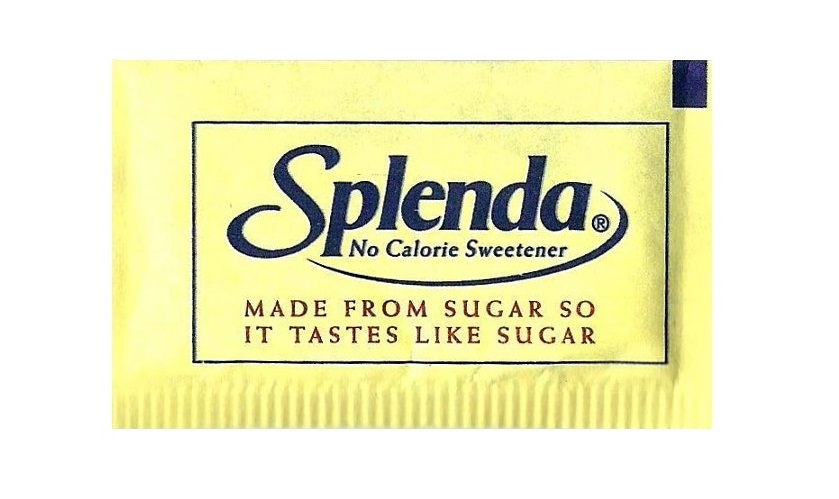 Splenda®
No Calorie Sweetener
MADE FROM SUGAR SO
IT TASTES LIKE SUGAR